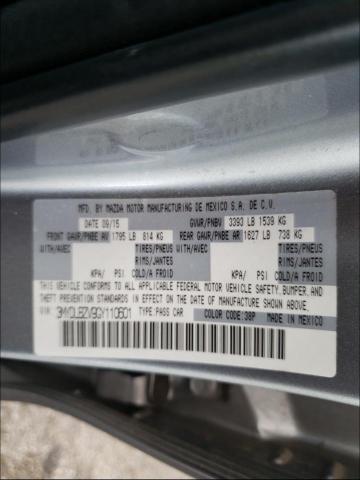 MFD BY MAZDA MOTOR MANUFACTURING DE MEXICO S.A. DE C.V.
DATE 09/15 GVWR/PNBV 3393 LB 1539 KG
FRONT GAWR/PNBE AV 1795 LB 814 KG REAR GAWR/PNBE AR 1627 LB 738 KG
TIRES/PNEUS TIRES/PNEUS
RIMS/JANTES RIMS/JANTES
KPA/ PSI COLD/A FROID KPA/ PSI COLD/A FROID
THIS VEHICLE CONFORMS TO ALL APPLICABLE FEDERAL MOTOR VEHICLE SAFETY, BUMPER, AND
THEFT PREVENTION STANDARDS IN EFFECT ON THE DATE OF MANUFACTURE SHOWN ABOVE.
TYPE:PASS CAR COLOR CODE:38P MADE IN MEXICO